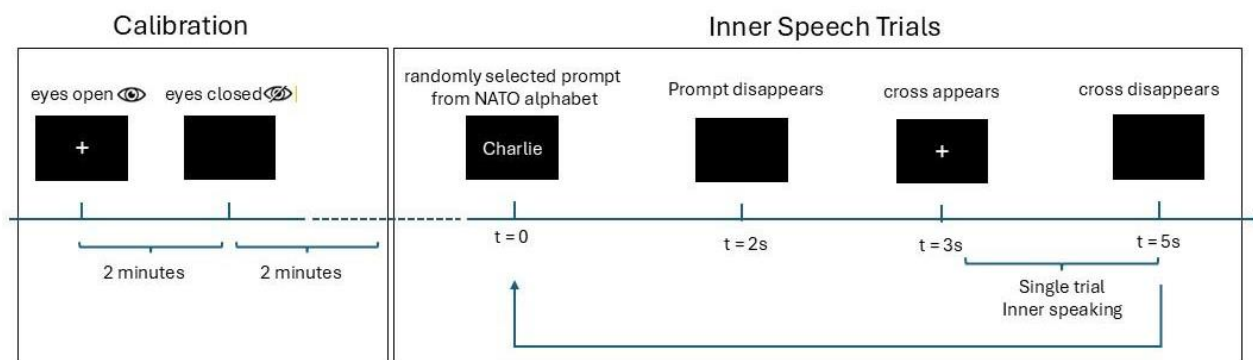 Calibration
Inner Speech Trials
eyes open
eyes closed
+
2 minutes
2 minutes
randomly selected prompt
from NATO alphabet
Charlie
t = 0
Prompt disappears
t = 2s
cross appears
+
t = 3s
cross disappears
t = 5s
Single trial
Inner speaking